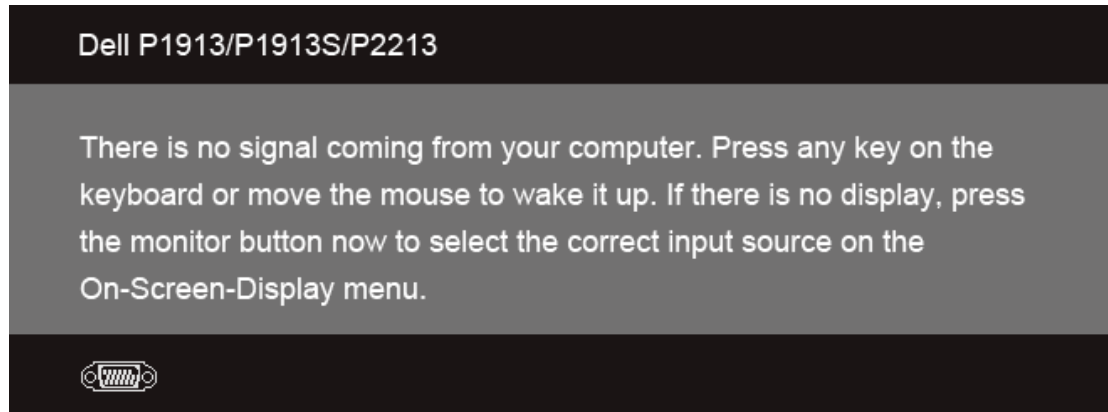 Dell P1913/P1913S/P2213
There is no signal coming from your computer. Press any key on the
keyboard or move the mouse to wake it up. If there is no display, press
the monitor button now to select the correct input source on the
On-Screen-Display menu.